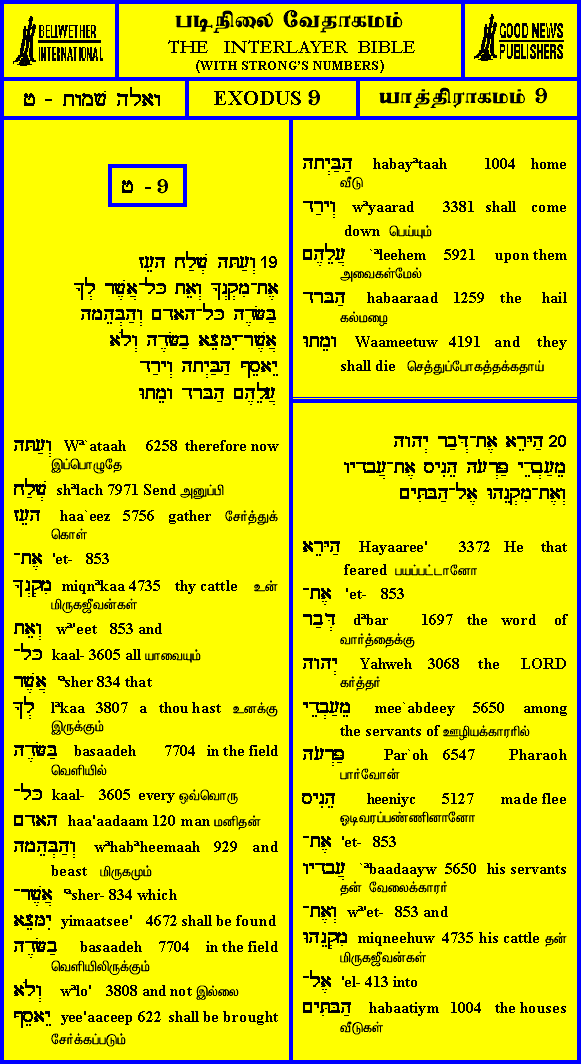 BELLWETHER
INTERNATIONAL
படிநிலை வேதாகமம்
THE INTERLAYER BIBLE
(WITH STRONG'S NUMBERS)
GOOD NEWS
PUBLISHERS
ואלה שמות - ט
EXODUS 9
யாத்திராகமம் 9
ט - 9
19 וְעַתָּה שְׁלַח הָעֵז
אֶת־מִקְנְךָ וְאֵת כָּל־אֲשֶׁר לְךָ
בַּשָּׂדֶה כָּל־הָאָדָם וְהַבְּהֵמָה
אֲשֶׁר־יִמָּצֵא בַשָּׂדֶה וְלֹא
יֵאָסֵף הַבַּיְתָה וְיָרַד
עֲלֵהֶם הַבָּרָד וָמֵתוּ
וְעַתָּה Wª`ataah 6258 therefore now
இப்பொழுதே
שְׁלַח shªlach 7971 Send அனுப்பி
הָעֵז haa`eez 5756 gather சேர்த்துக்
கொள்
אֶת־ 'et- 853
מִקְנְךָ miqnªkaa 4735 thy cattle உன்
மிருகஜீவன்கள்
וְאֵת wª'eet 853 and
כָּל־ kaal- 3605 all யாவையும்
אֲשֶׁר ªsher 834 that
לְךָ lªkaa 3807 a thou hast உனக்கு
இருக்கும்
בַּשָּׂדֶה basaadeh 7704 in the field
வெளியில்
כָּל־ kaal- 3605 every ஒவ்வொரு
הָאָדָם haa'aadaam 120 man மனிதன்
וְהַבְּהֵמָה wªhabªheemaah 929 and
beast மிருகமும்
אֲשֶׁר־ 'ªsher- 834 which
יִמָּצֵא yimaatsee' 4672 shall be found
בַשָּׂדֶה basaadeh 7704 in the field
வெளியிலிருக்கும்
וְלֹא wªlo' 3808 and not இல்லை
יֵאָסֵף yee'aaceep 622 shall be brought
சேர்க்கப்படும்
הַבַּיְתָה habayªtaah 1004 home
வீடு
וְיָרַד wªyaarad 3381 shall come
down பெய்யும்
עֲלֵהֶם `ªleehem 5921 upon them
அவைகள்மேல்
הַבָּרָד habaaraad 1259 the hail
கல்மழை
וָמֵתוּ Waameetuw 4191 and they
shall die செத்துப்போகத்தக்கதாய்
20 הַיָּרֵא אֶת־דְּבַר יְהוָה
מֵעַבְדֵי פַּרְעֹה הֵנִיס אֶת־עֲבָדָיו
וְאֶת־מִקְנֵהוּ אֶל־הַבָּתִּים
הַיָּרֵא Hayaaree' 3372 He that
feared பயப்பட்டானோ
אֶת־ 'et- 853
דְּבַר dªbar 1697 the word of
வார்த்தைக்கு
יְהוָה Yahweh 3068 the LORD
கர்த்தர்
מֵעַבְדֵי mee`abdeey 5650 among
the servants of ஊழியக்காரரில்
פַּרְעֹה Par`oh 6547 Pharaoh
பார்வோன்
הֵנִיס heeniyc 5127 made flee
ஓடிவரப்பண்ணினானோ
אֶת־ 'et- 853
עֲבָדָיו `ªbaadaayw 5650 his servants
தன் வேலைக்காரர்
וְאֶת־ wª'et- 853 and
מִקְנֵהוּ miqneehuw 4735 his cattle தன்
மிருகஜீவன்கள்
אֶל־ 'el- 413 into
הַבָּתִּים habaatiym 1004 the houses
வீடுகள்